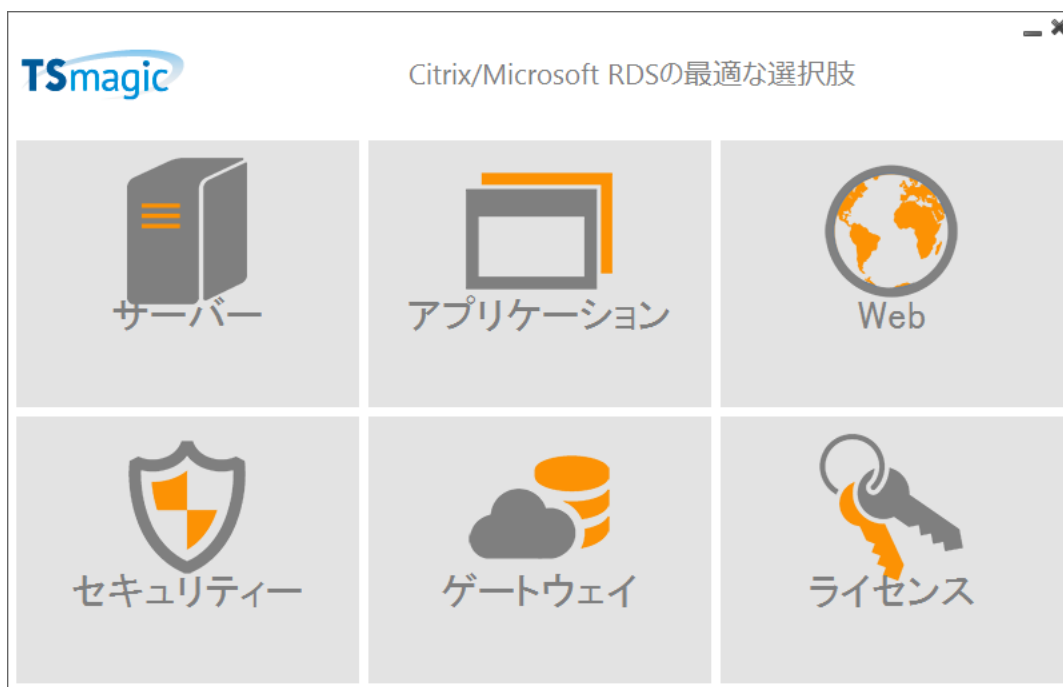 TSmagic
Citrix/Microsoft RDSの最適な選択肢
サーバー
アプリケーション
Web
セキュリティー
ゲートウェイ
ライセンス